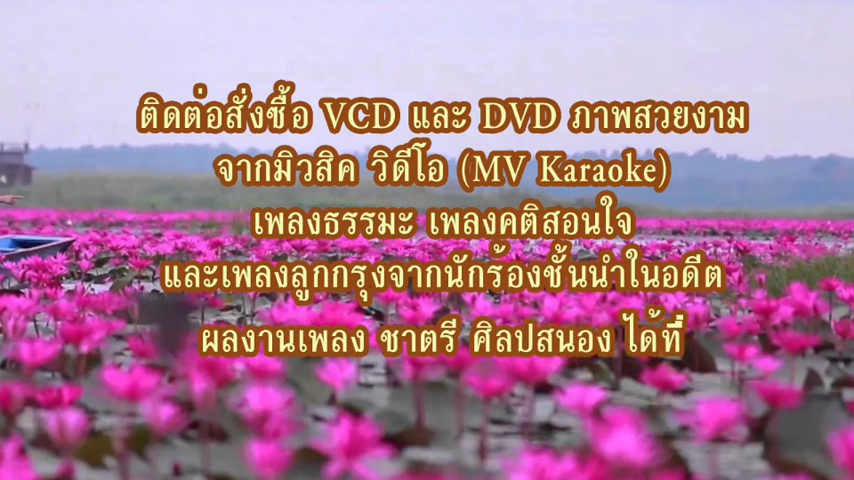 ติดต่อสั่งซื้อ VCD และ DVD ภาพสวยงาม
จากมิวสิค วิดีโอ (MV Karaoke)
เพลงธรรมะ เพลงคติสอนใจ
และเพลงลูกกรุงจากนักร้องชั้นนำในอดีต
ผลงานเพลง ชาตรี ศิลปสนอง ได้ที่